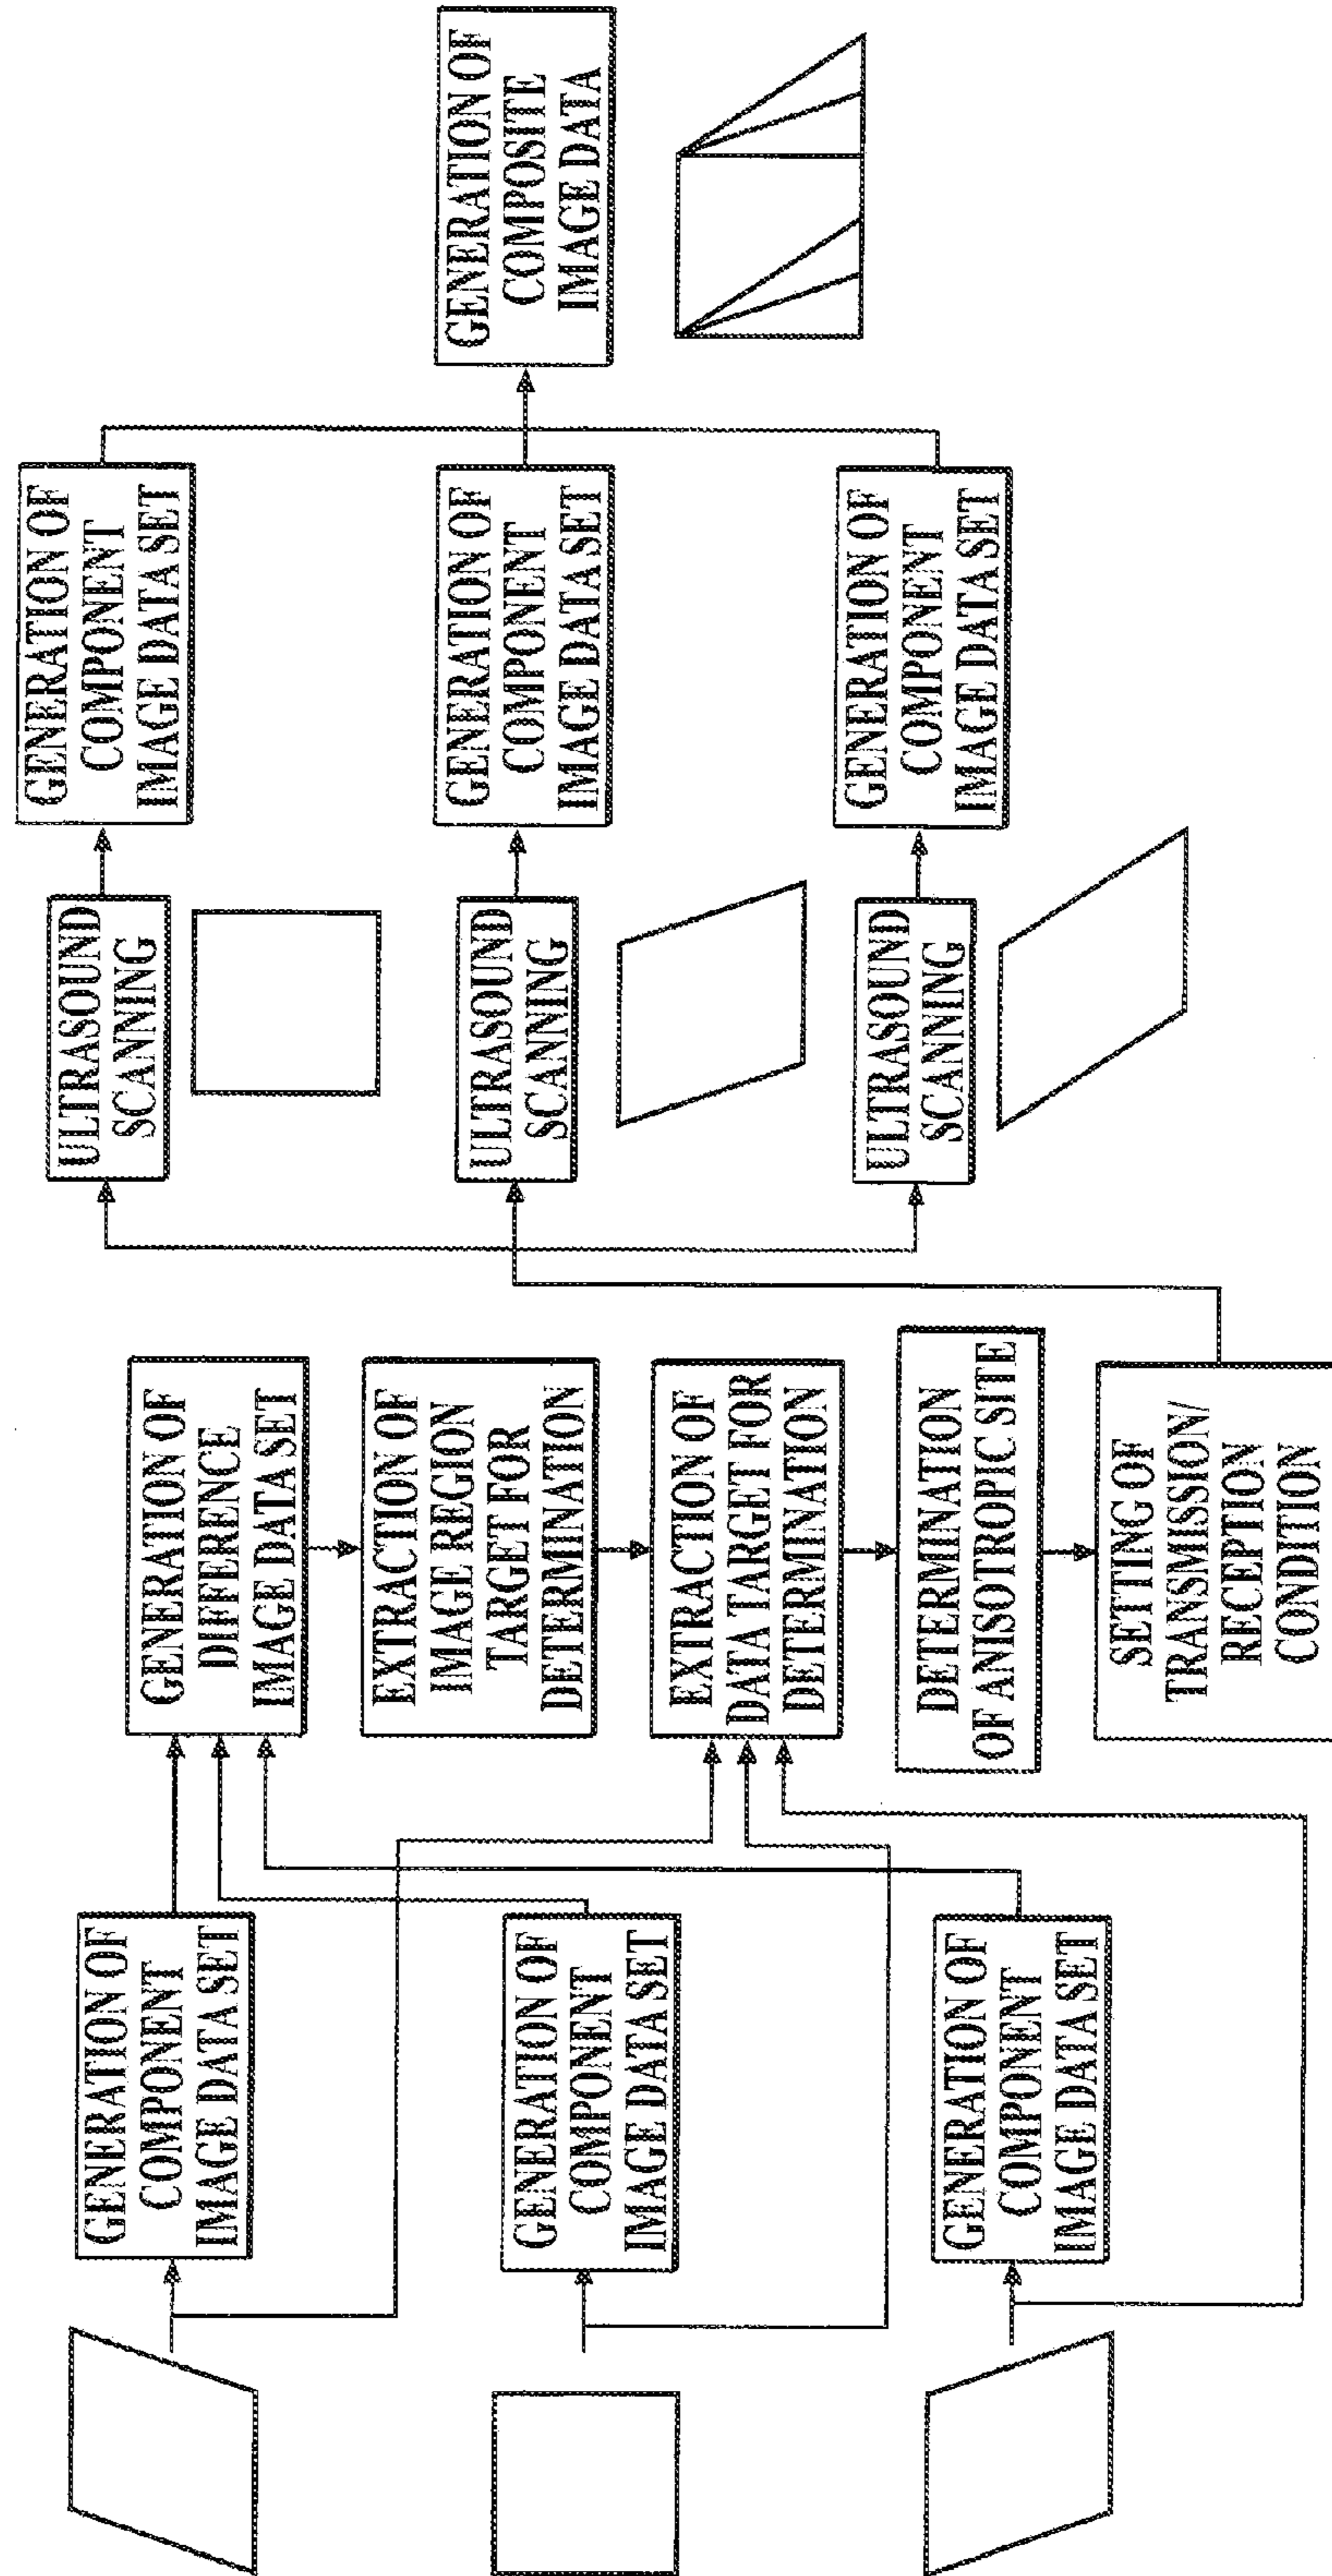 GENERATION OF
COMPONENT
IMAGE DATA SET
GENERATION OF
COMPONENT
IMAGE DATA SET
GENERATION OF
COMPONENT
IMAGE DATA SET
GENERATION OF
DIFFERENCE
IMAGE DATA SET
EXTRACTION OF
IMAGE REGION
TARGET FOR
DETERMINATION
EXTRACTION OF
DATA TARGET FOR
DETERMINATION
DETERMINATION
OF ANISOTROPIC SITE
SETTING OF
TRANSMISSION/
RECEPTION
CONDITION
ULTRASOUND
SCANNING
ULTRASOUND
SCANNING
ULTRASOUND
SCANNING
GENERATION OF
COMPONENT
IMAGE DATA SET
GENERATION OF
COMPONENT
IMAGE DATA SET
GENERATION OF
COMPONENT
IMAGE DATA SET
GENERATION OF
COMPOSITE
IMAGE DATA